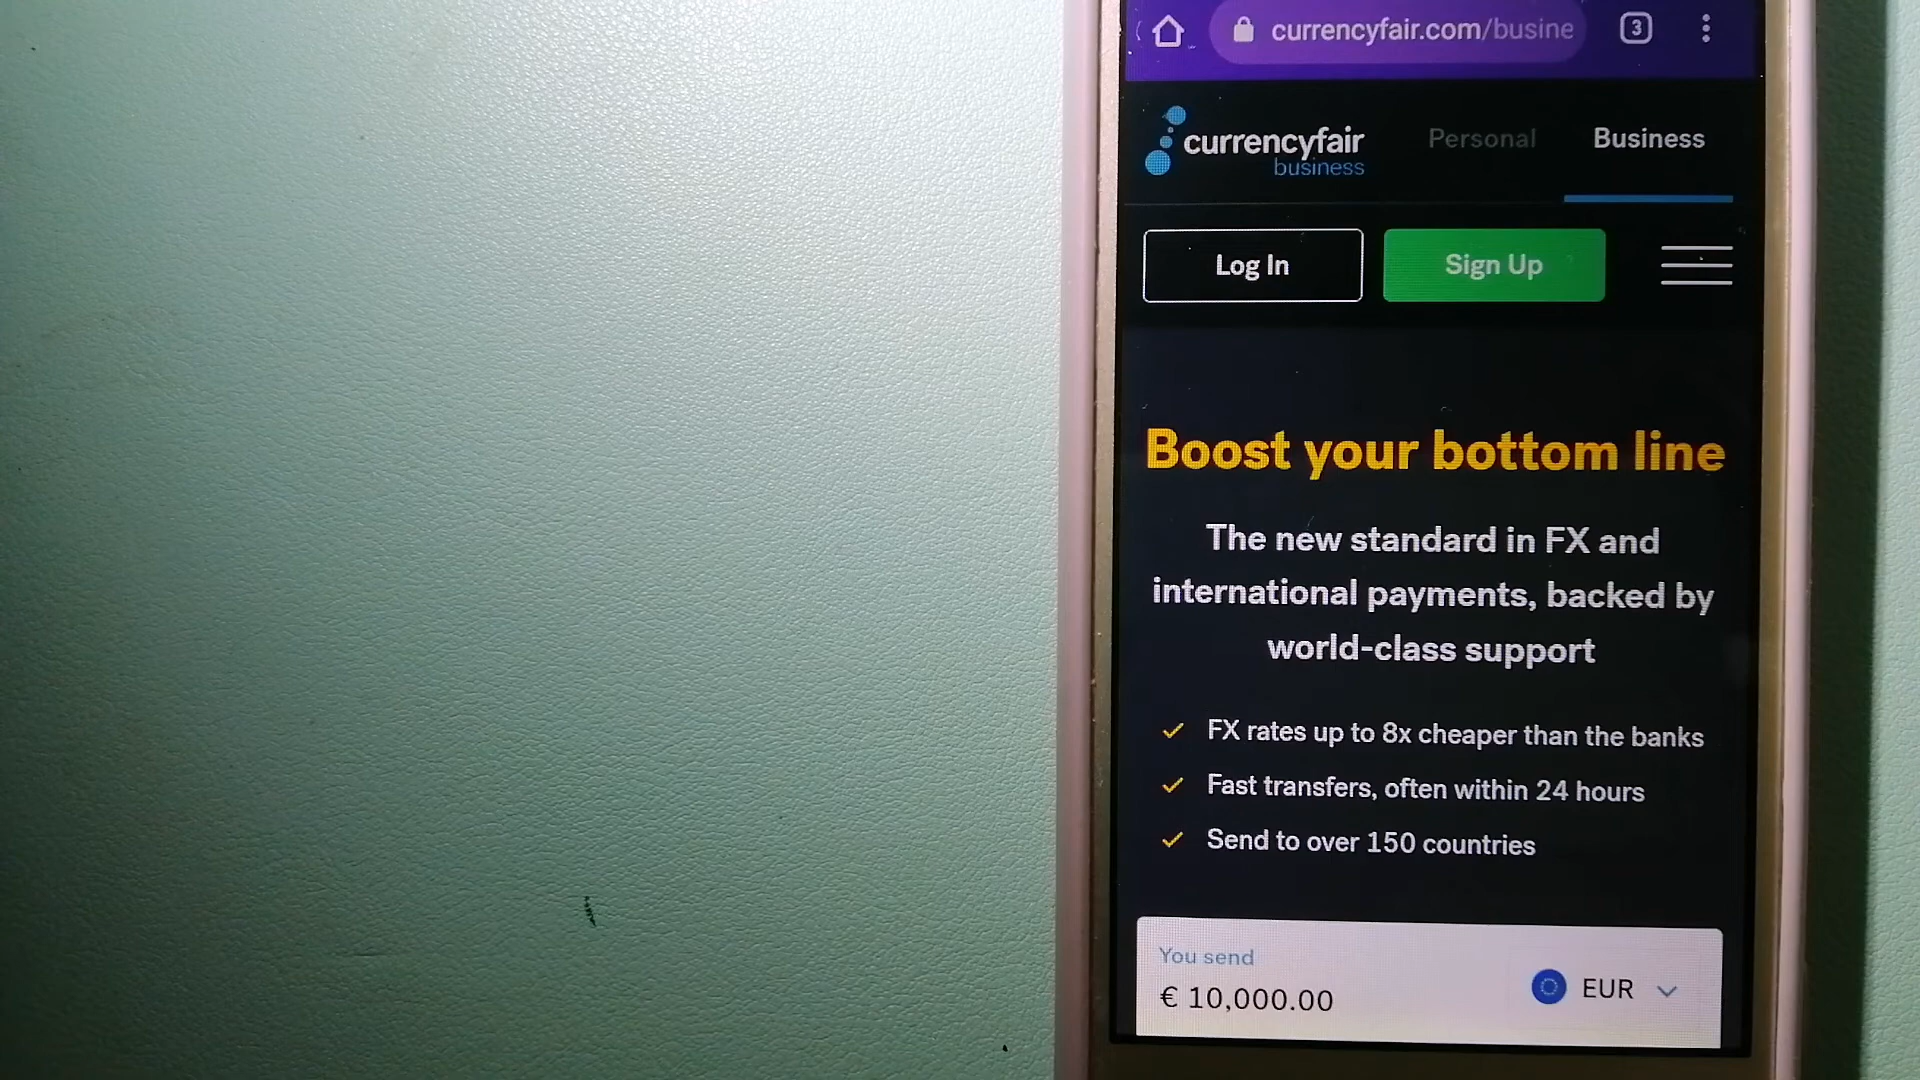 currencyfair.com/busine
3
currencyfair
business
Personal
Business
Log In
Sign Up
Boost your bottom line
The new standard in FX and
international payments, backed by
world-class support
FX rates up to 8x cheaper than the banks
Fast transfers, often within 24 hours
Send to over 150 countries
You send
€ 10,000.00
EUR